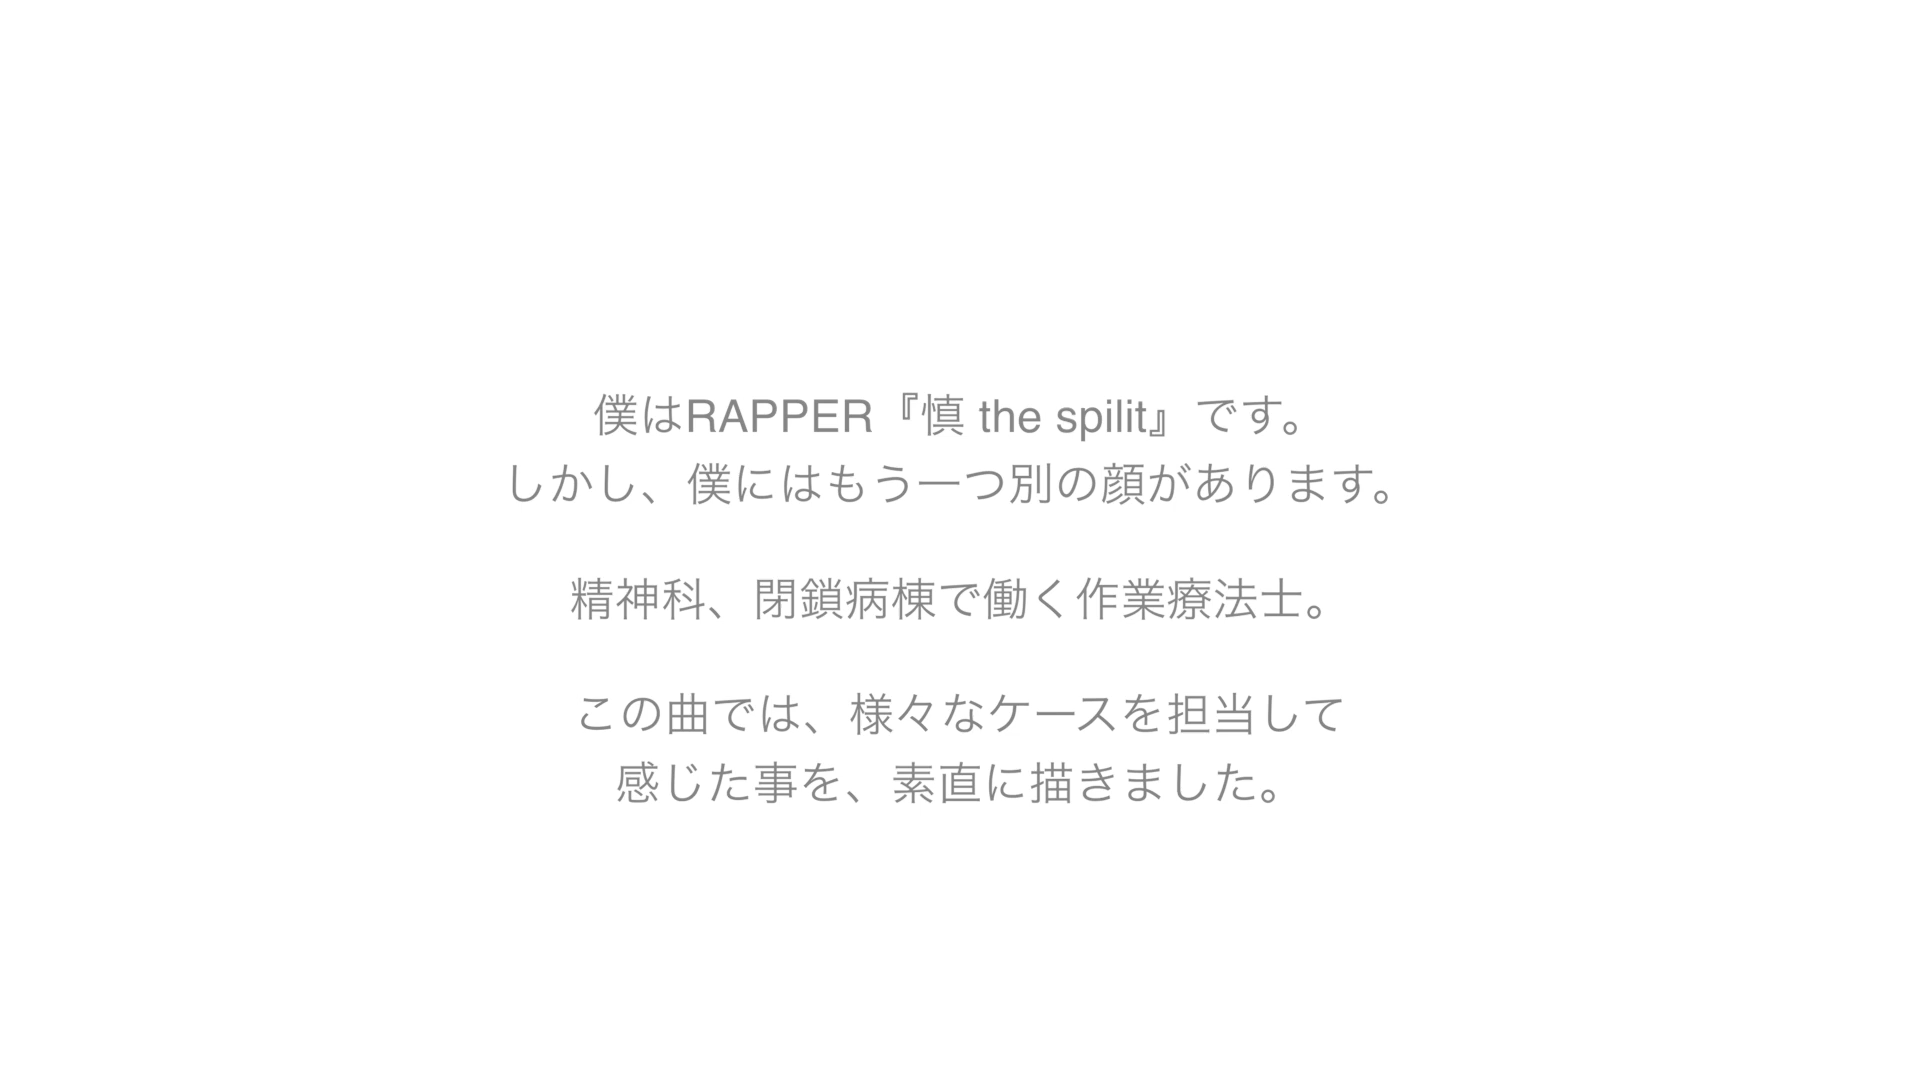 僕はRAPPER『慎 the spilit』です。
しかし、僕にはもう一つ別の顔があります。
精神科、閉鎖病棟で働く作業療法士。
この曲では、様々なケースを担当して
感じた事を、素直に描きました。